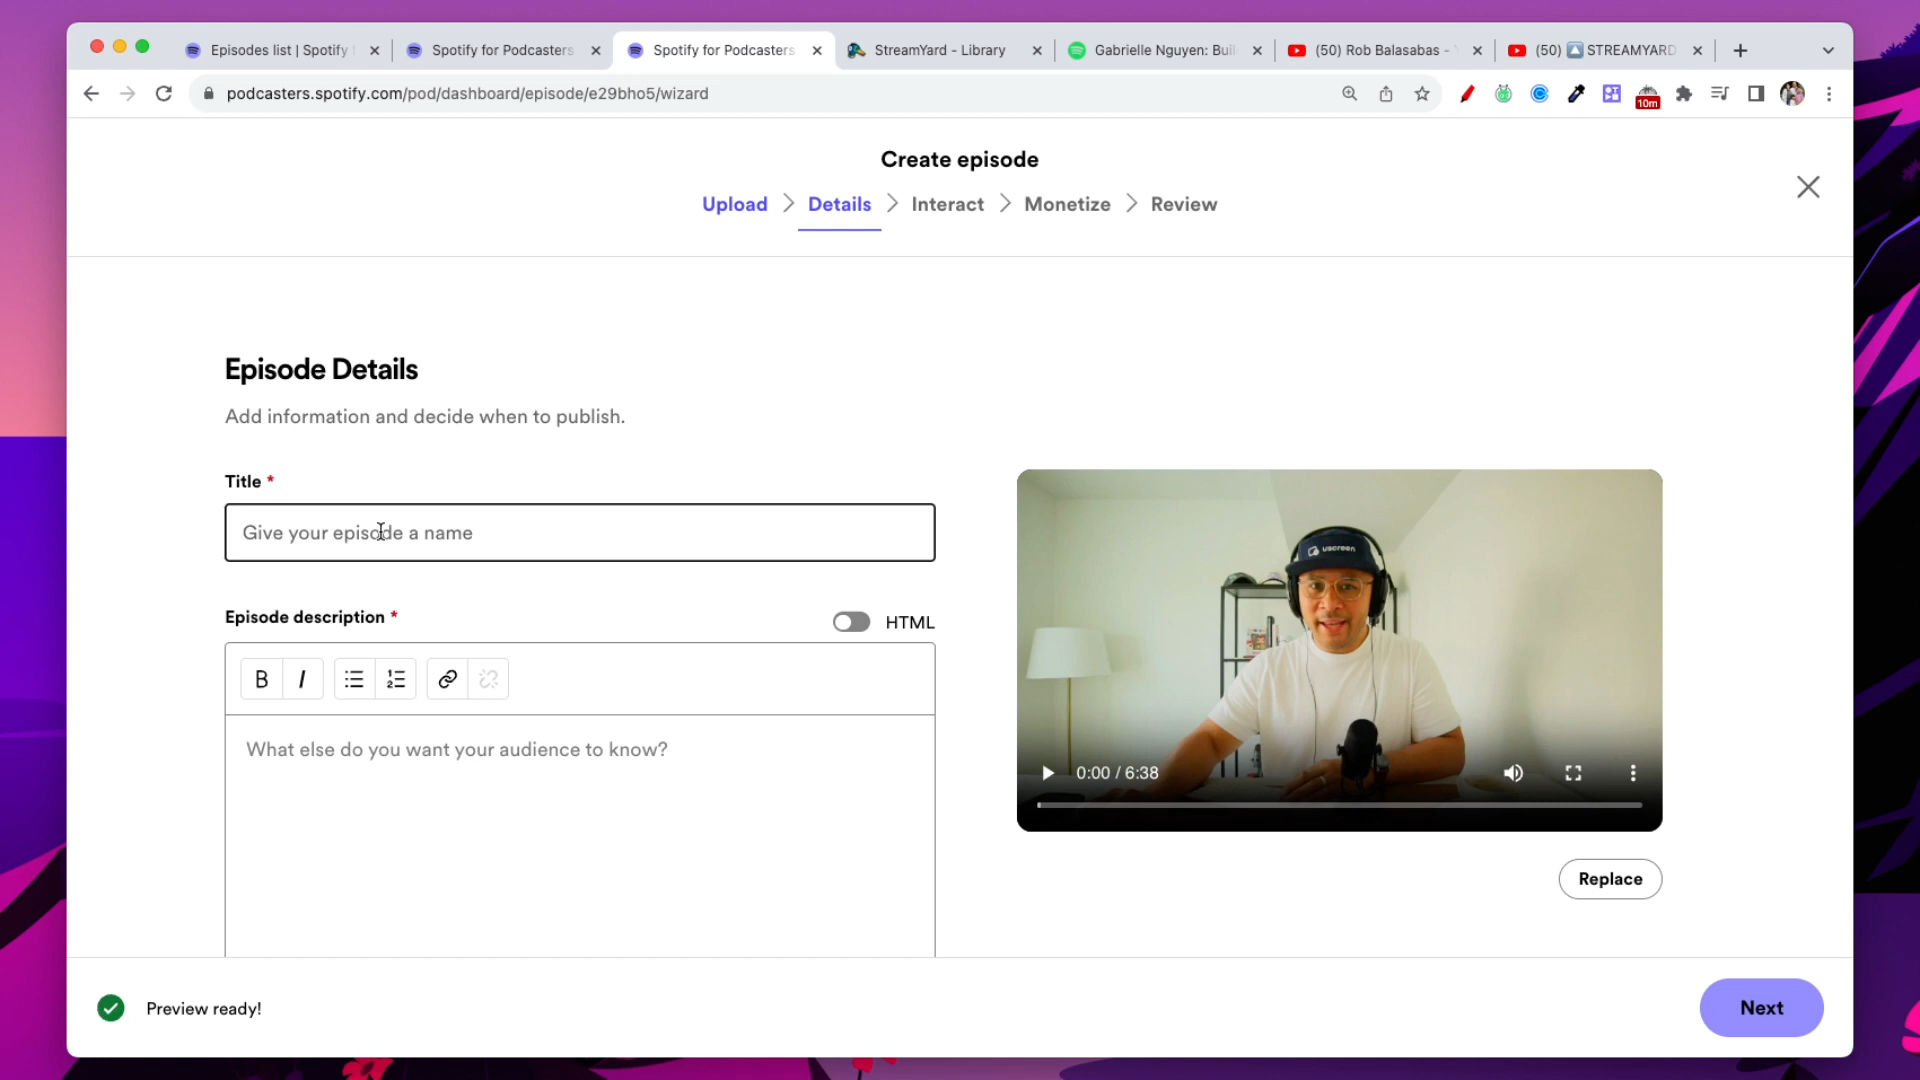 Episodes list | Spotify f
Spotify for Podcasters
Spotify for Podcasters
StreamYard - Library
Gabrielle Nguyen: Buil
(50) Rob Balasabas -
(50) STREAMYARD
podcasters.spotify.com/pod/dashboard/episode/e29bho5/wizard
10m
Create episode
Upload
Details
Interact
Monetize
Review
Episode Details
Add information and decide when to publish.
Title *
Give your episode a name
Episode description *
HTML
B
I
What else do you want your audience to know?
uscreen
0:00 / 6:38
Replace
Preview ready!
Next